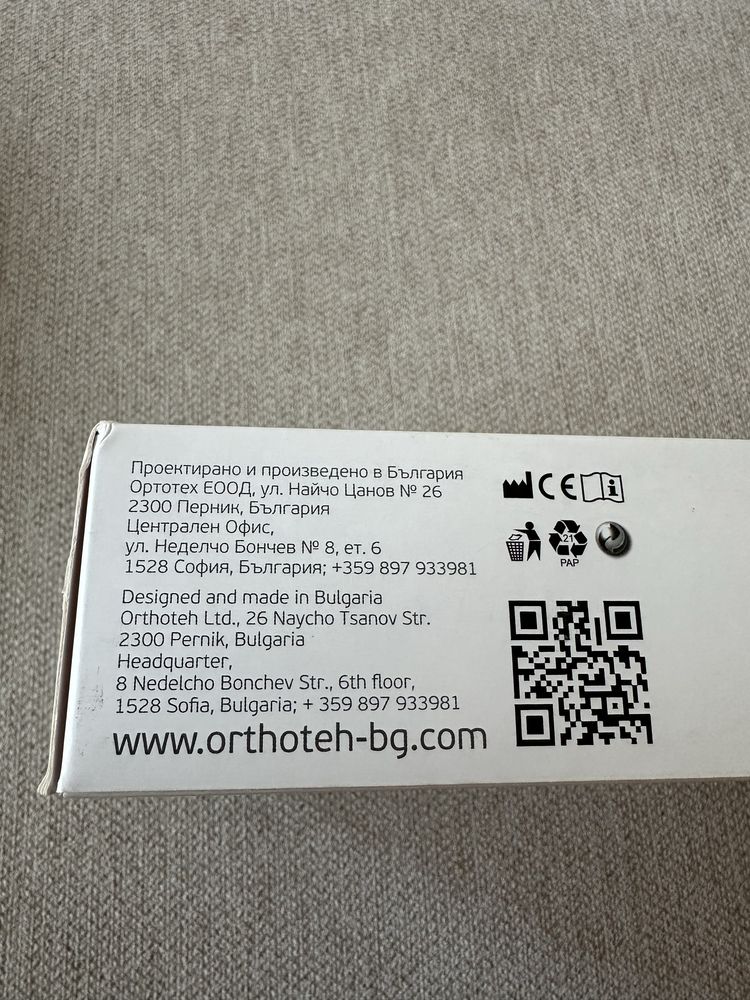 Проектирано и произведено в България
Ортотех ЕООД, ул. Найчо Цанов № 26
2300 Перник, България
Централен Офис,
ул. Неделчо Бончев № 8, ет. 6
1528 София, България; +359 897 933981
Designed and made in Bulgaria
Orthoteh Ltd., 26 Naycho Tsanov Str.
2300 Pernik, Bulgaria
Headquarter,
8 Nedelcho Bonchev Str., 6th floor,
1528 Sofia, Bulgaria; + 359 897 933981
www.orthoteh-bg.com
CE
21
PAP